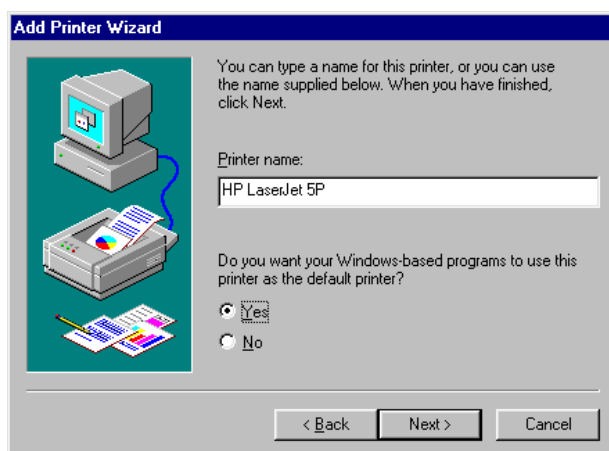 Add Printer Wizard
You can type a name for this printer, or you can use
the name supplied below. When you have finished,
click Next.
Printer name:
HP LaserJet 5P
Do you want your Windows-based programs to use this
printer as the default printer?
Yes
No
< Back
Next >
Cancel